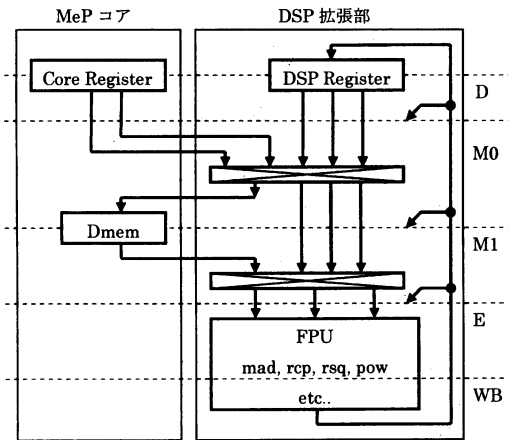 MeP コア
DSP 拡張部
Core Register
DSP Register
D
M0
Dmem
M1
E
FPU
mad, rcp, rsq, pow
etc..
WB